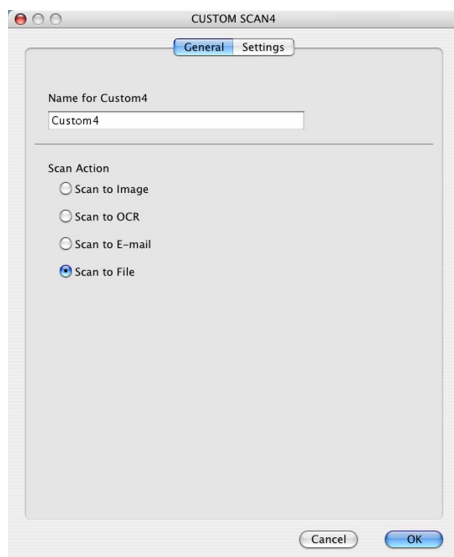 CUSTOM SCAN4
General Settings
Name for Custom4
Custom4
Scan Action
Scan to Image
Scan to OCR
Scan to E-mail
Scan to File
Cancel OK